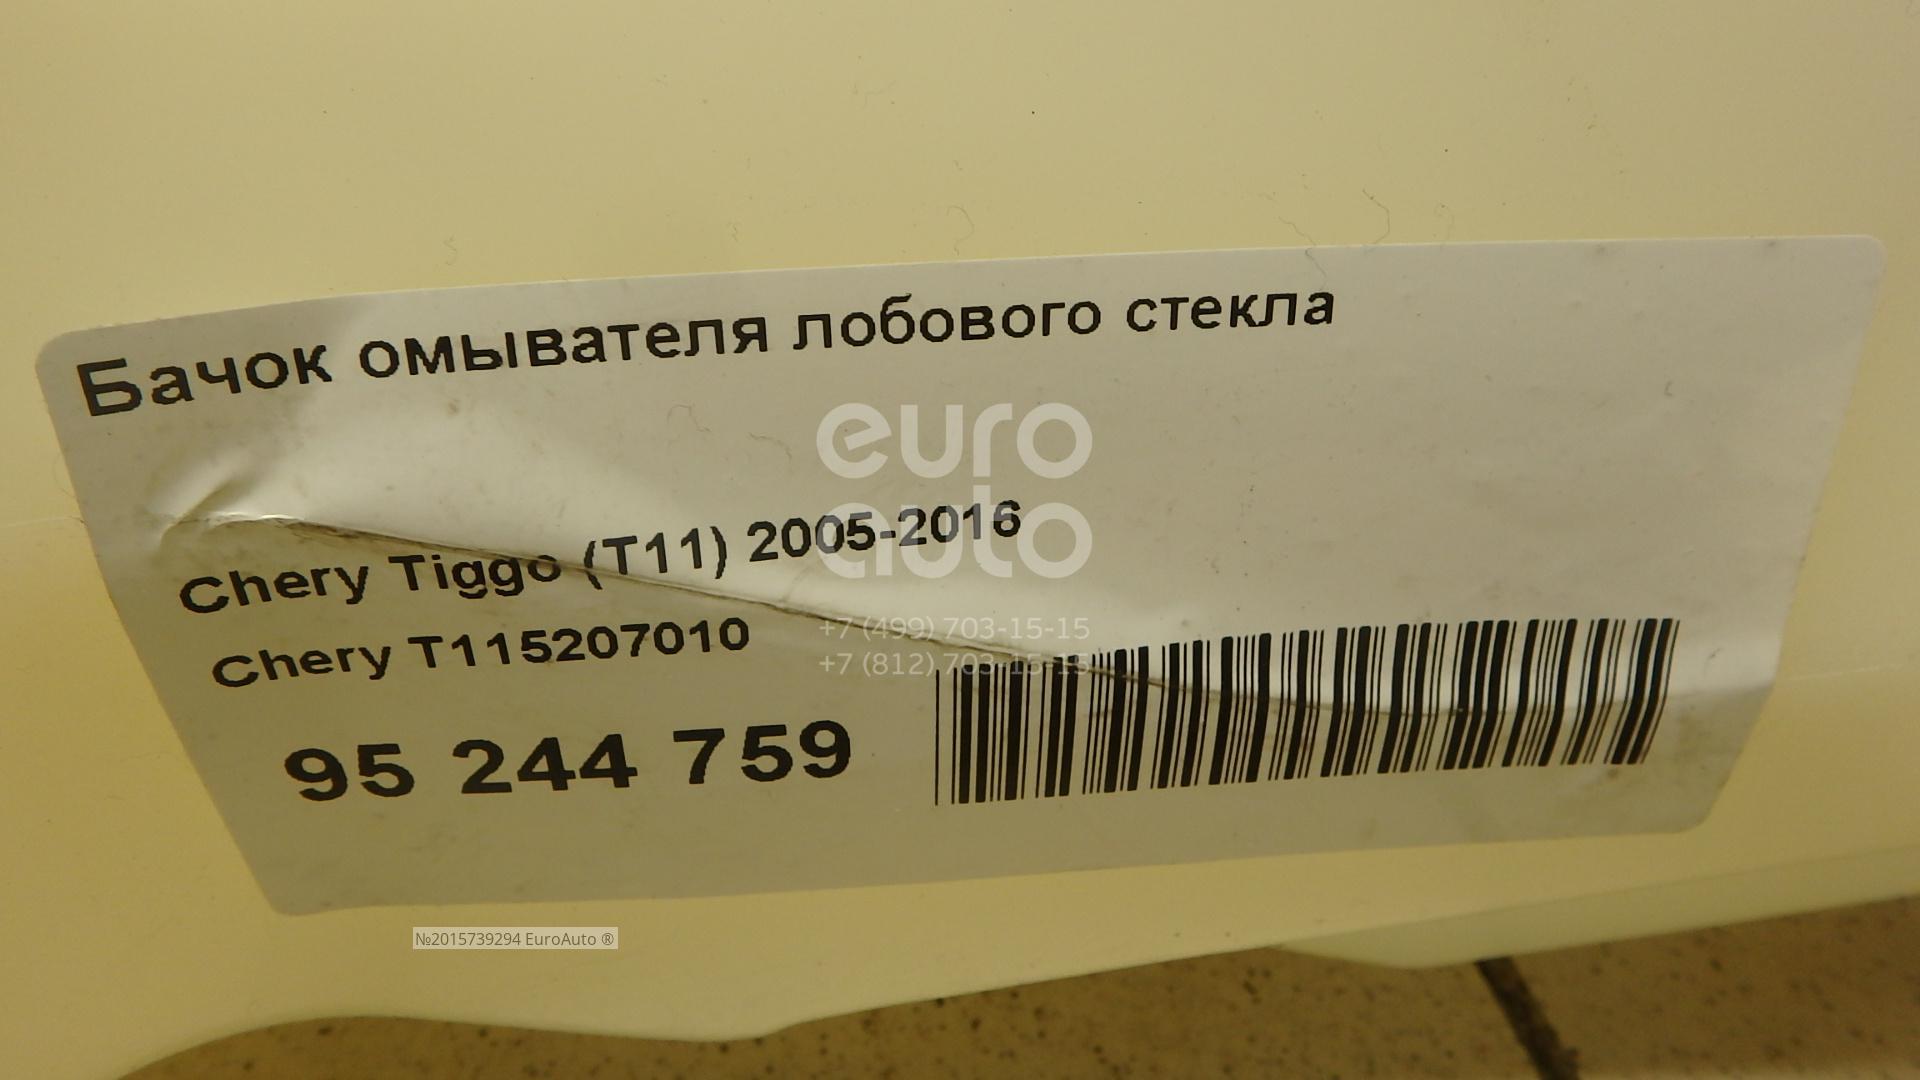 Бачок омывателя лобового стекла
euro
auto
Chery Tiggo (T11) 2005-2016
+7 (499) 703-15-15
Chery T115207010
+7 (812) 703-15-15
95 244 759
№2015739294 EuroAuto ®